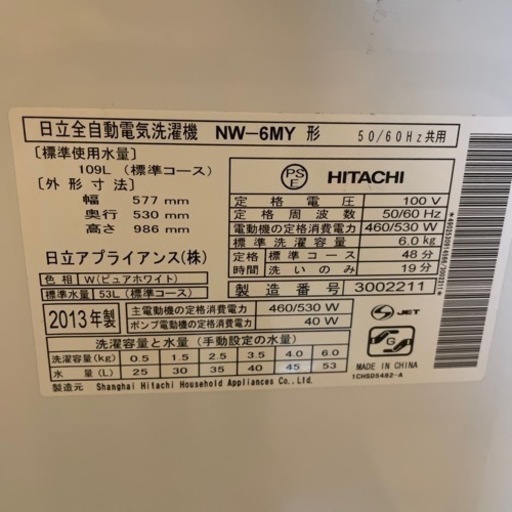 日立全自動電気洗濯機 NW-6MY 形 50/60Hz共用
〔標準使用水量〕
109L (標準コース)
〔外形寸法〕
幅 577 mm
奥行 530 mm
高さ 986 mm
日立アプライアンス(株)
色相 W(ピュアホワイト)
標準水量 53L (標準コース)
PS
E HITACHI
定格電圧 100 V
定格周波数 50/60 Hz
電動機の定格消費電力 460/530 W
標準洗濯容量 6.0kg
定格 標準コース 48分
時間 洗いのみ 19分
製造番号 3002211
2013年製
主電動機の定格消費電力 460/530 W
ポンプ電動機の定格消費電力 40 W
JET
G
MADE IN CHINA
1CHSD5482-A
洗濯容量と水量 (手動設定の水量)
洗濯容量(kg) 0.5 1.5 2.5 3.5 4.0 6.0
水量(L) 25 30 35 40 45 53
製造元 Shanghai Hitachi Household Appliances Co.,Ltd.